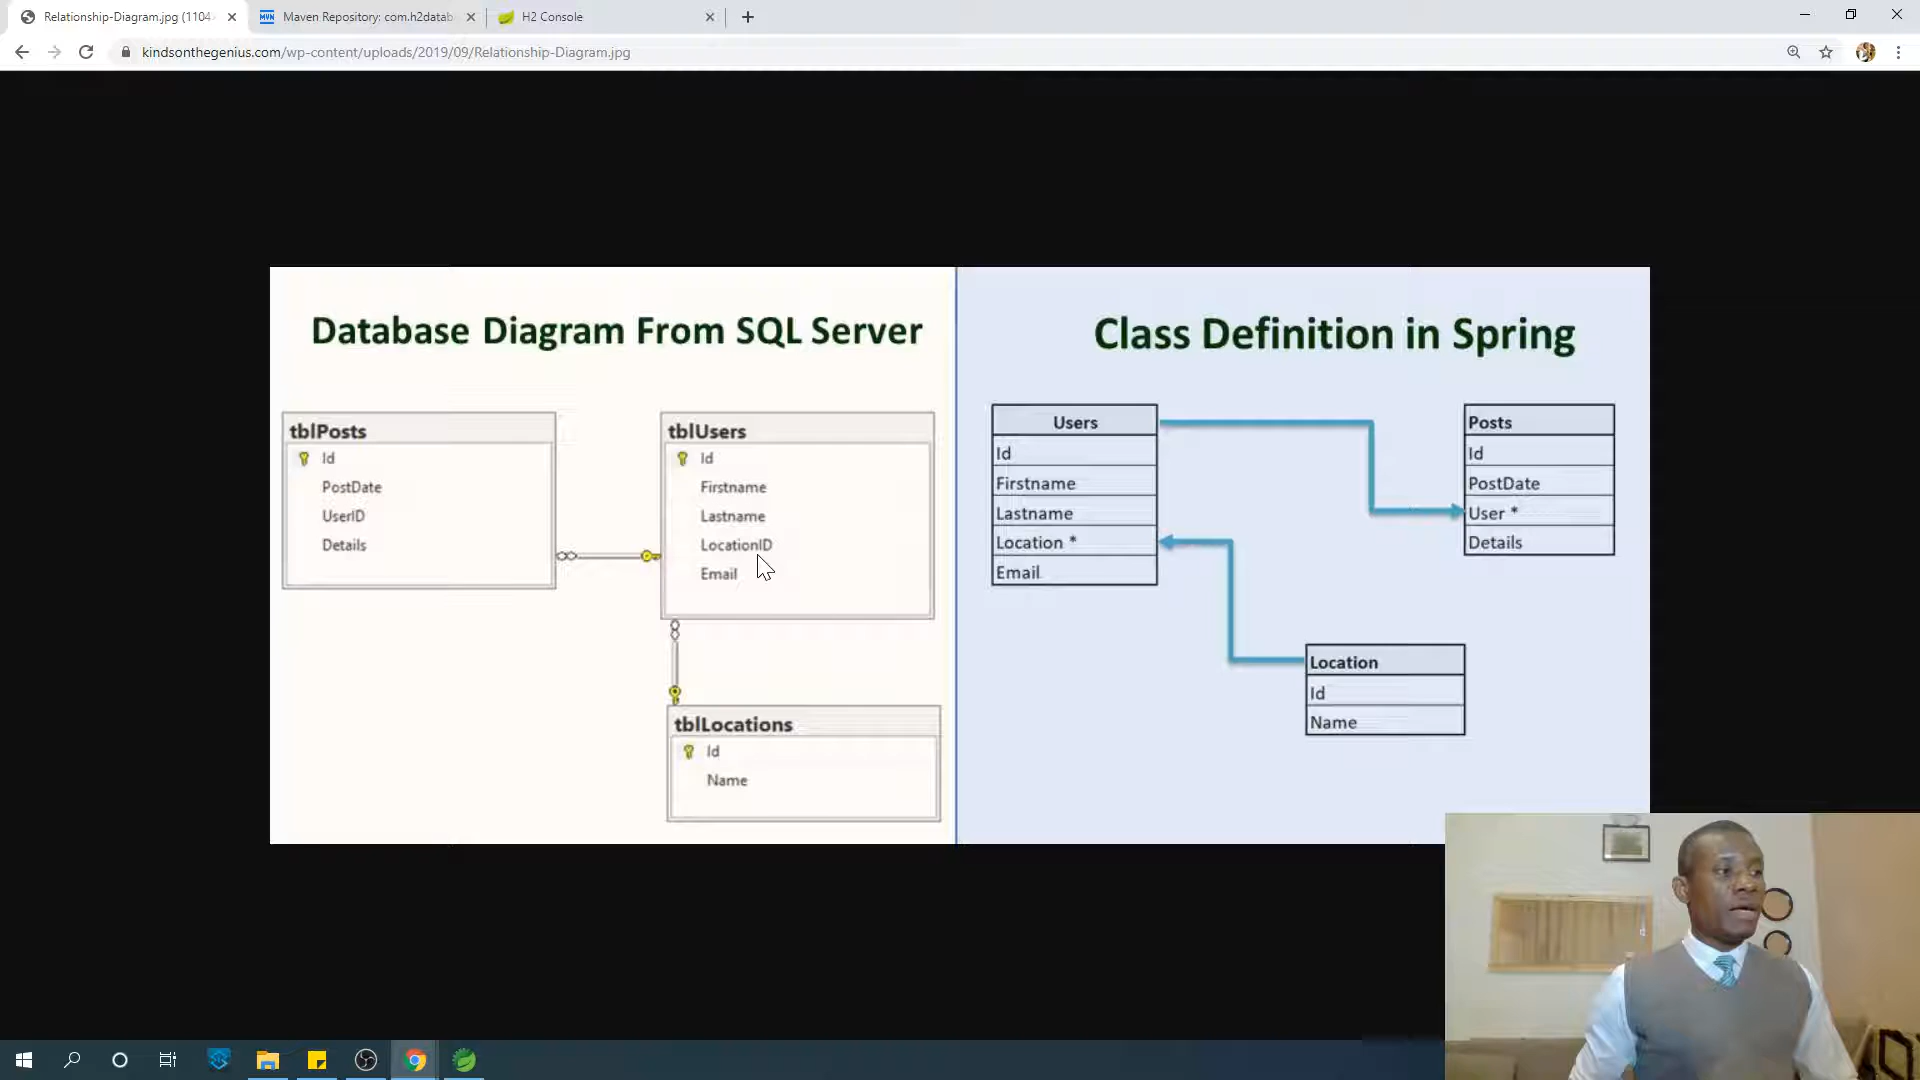 Relationship-Diagram.jpg (1104
Maven Repository: com.h2datab
H2 Console
kindsonthegenius.com/wp-content/uploads/2019/09/Relationship-Diagram.jpg
Database Diagram From SQL Server
tblPosts
Id
PostDate
UserID
Details
tblUsers
Id
Firstname
Lastname
LocationID
Email
tblLocations
Id
Name
Class Definition in Spring
Users
Id
Firstname
Lastname
Location *
Email
Posts
Id
PostDate
User *
Details
Location
Id
Name